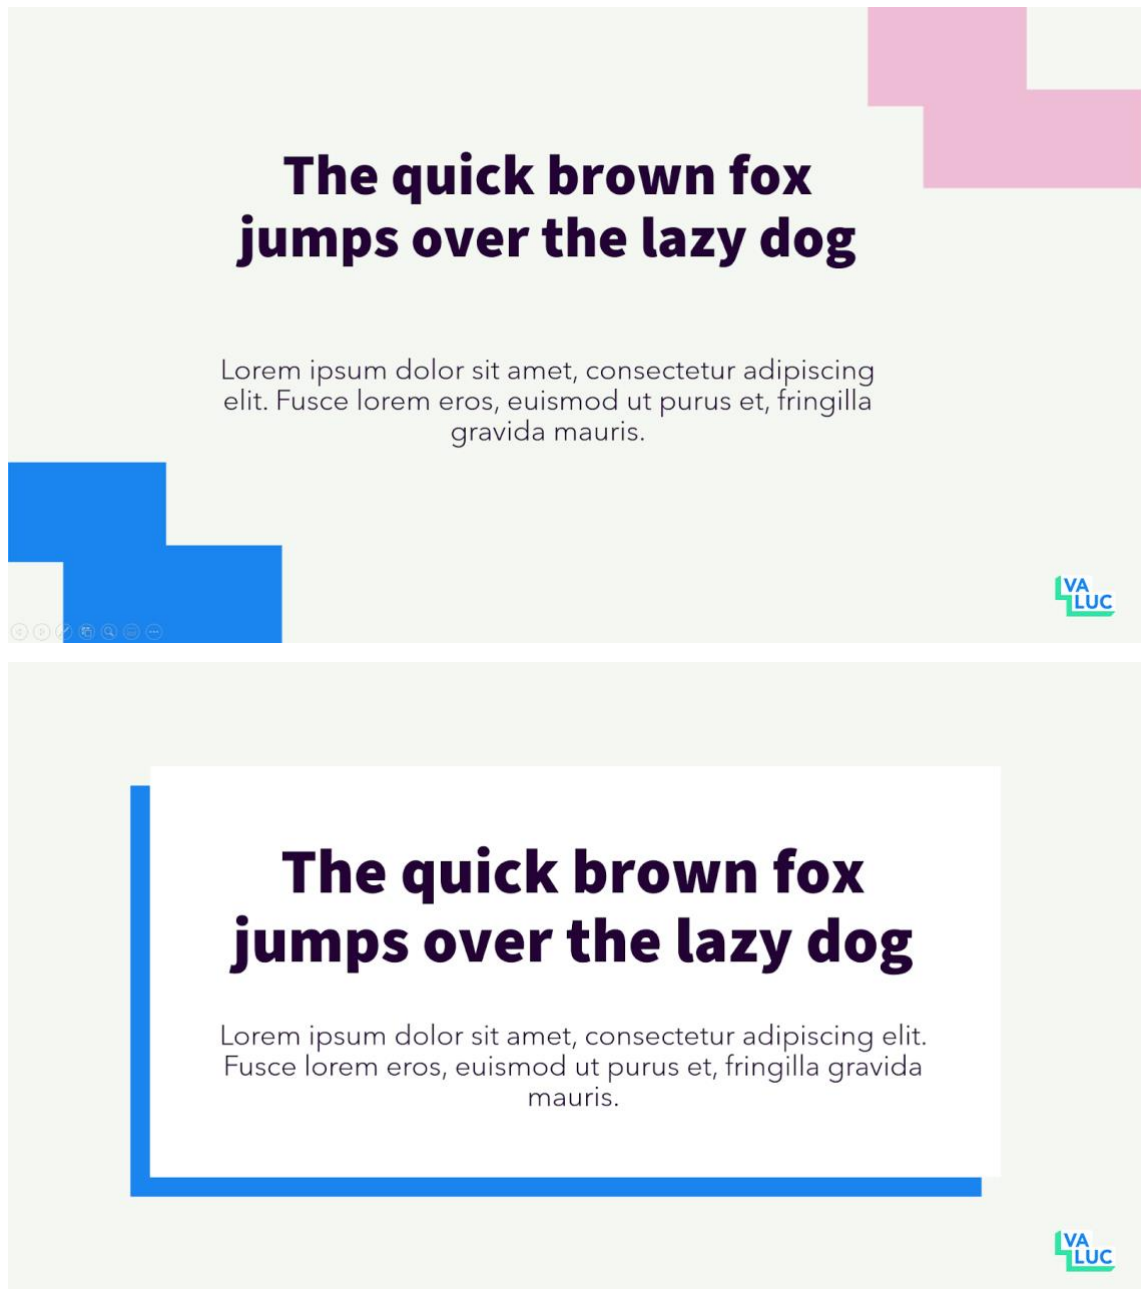 The quick brown fox
jumps over the lazy dog
Lorem ipsum dolor sit amet, consectetur adipiscing
elit. Fusce lorem eros, euismod ut purus et, fringilla
gravida mauris.
VA
LUC
The quick brown fox
jumps over the lazy dog
Lorem ipsum dolor sit amet, consectetur adipiscing elit.
Fusce lorem eros, euismod ut purus et, fringilla gravida
mauris.
VA
LUC